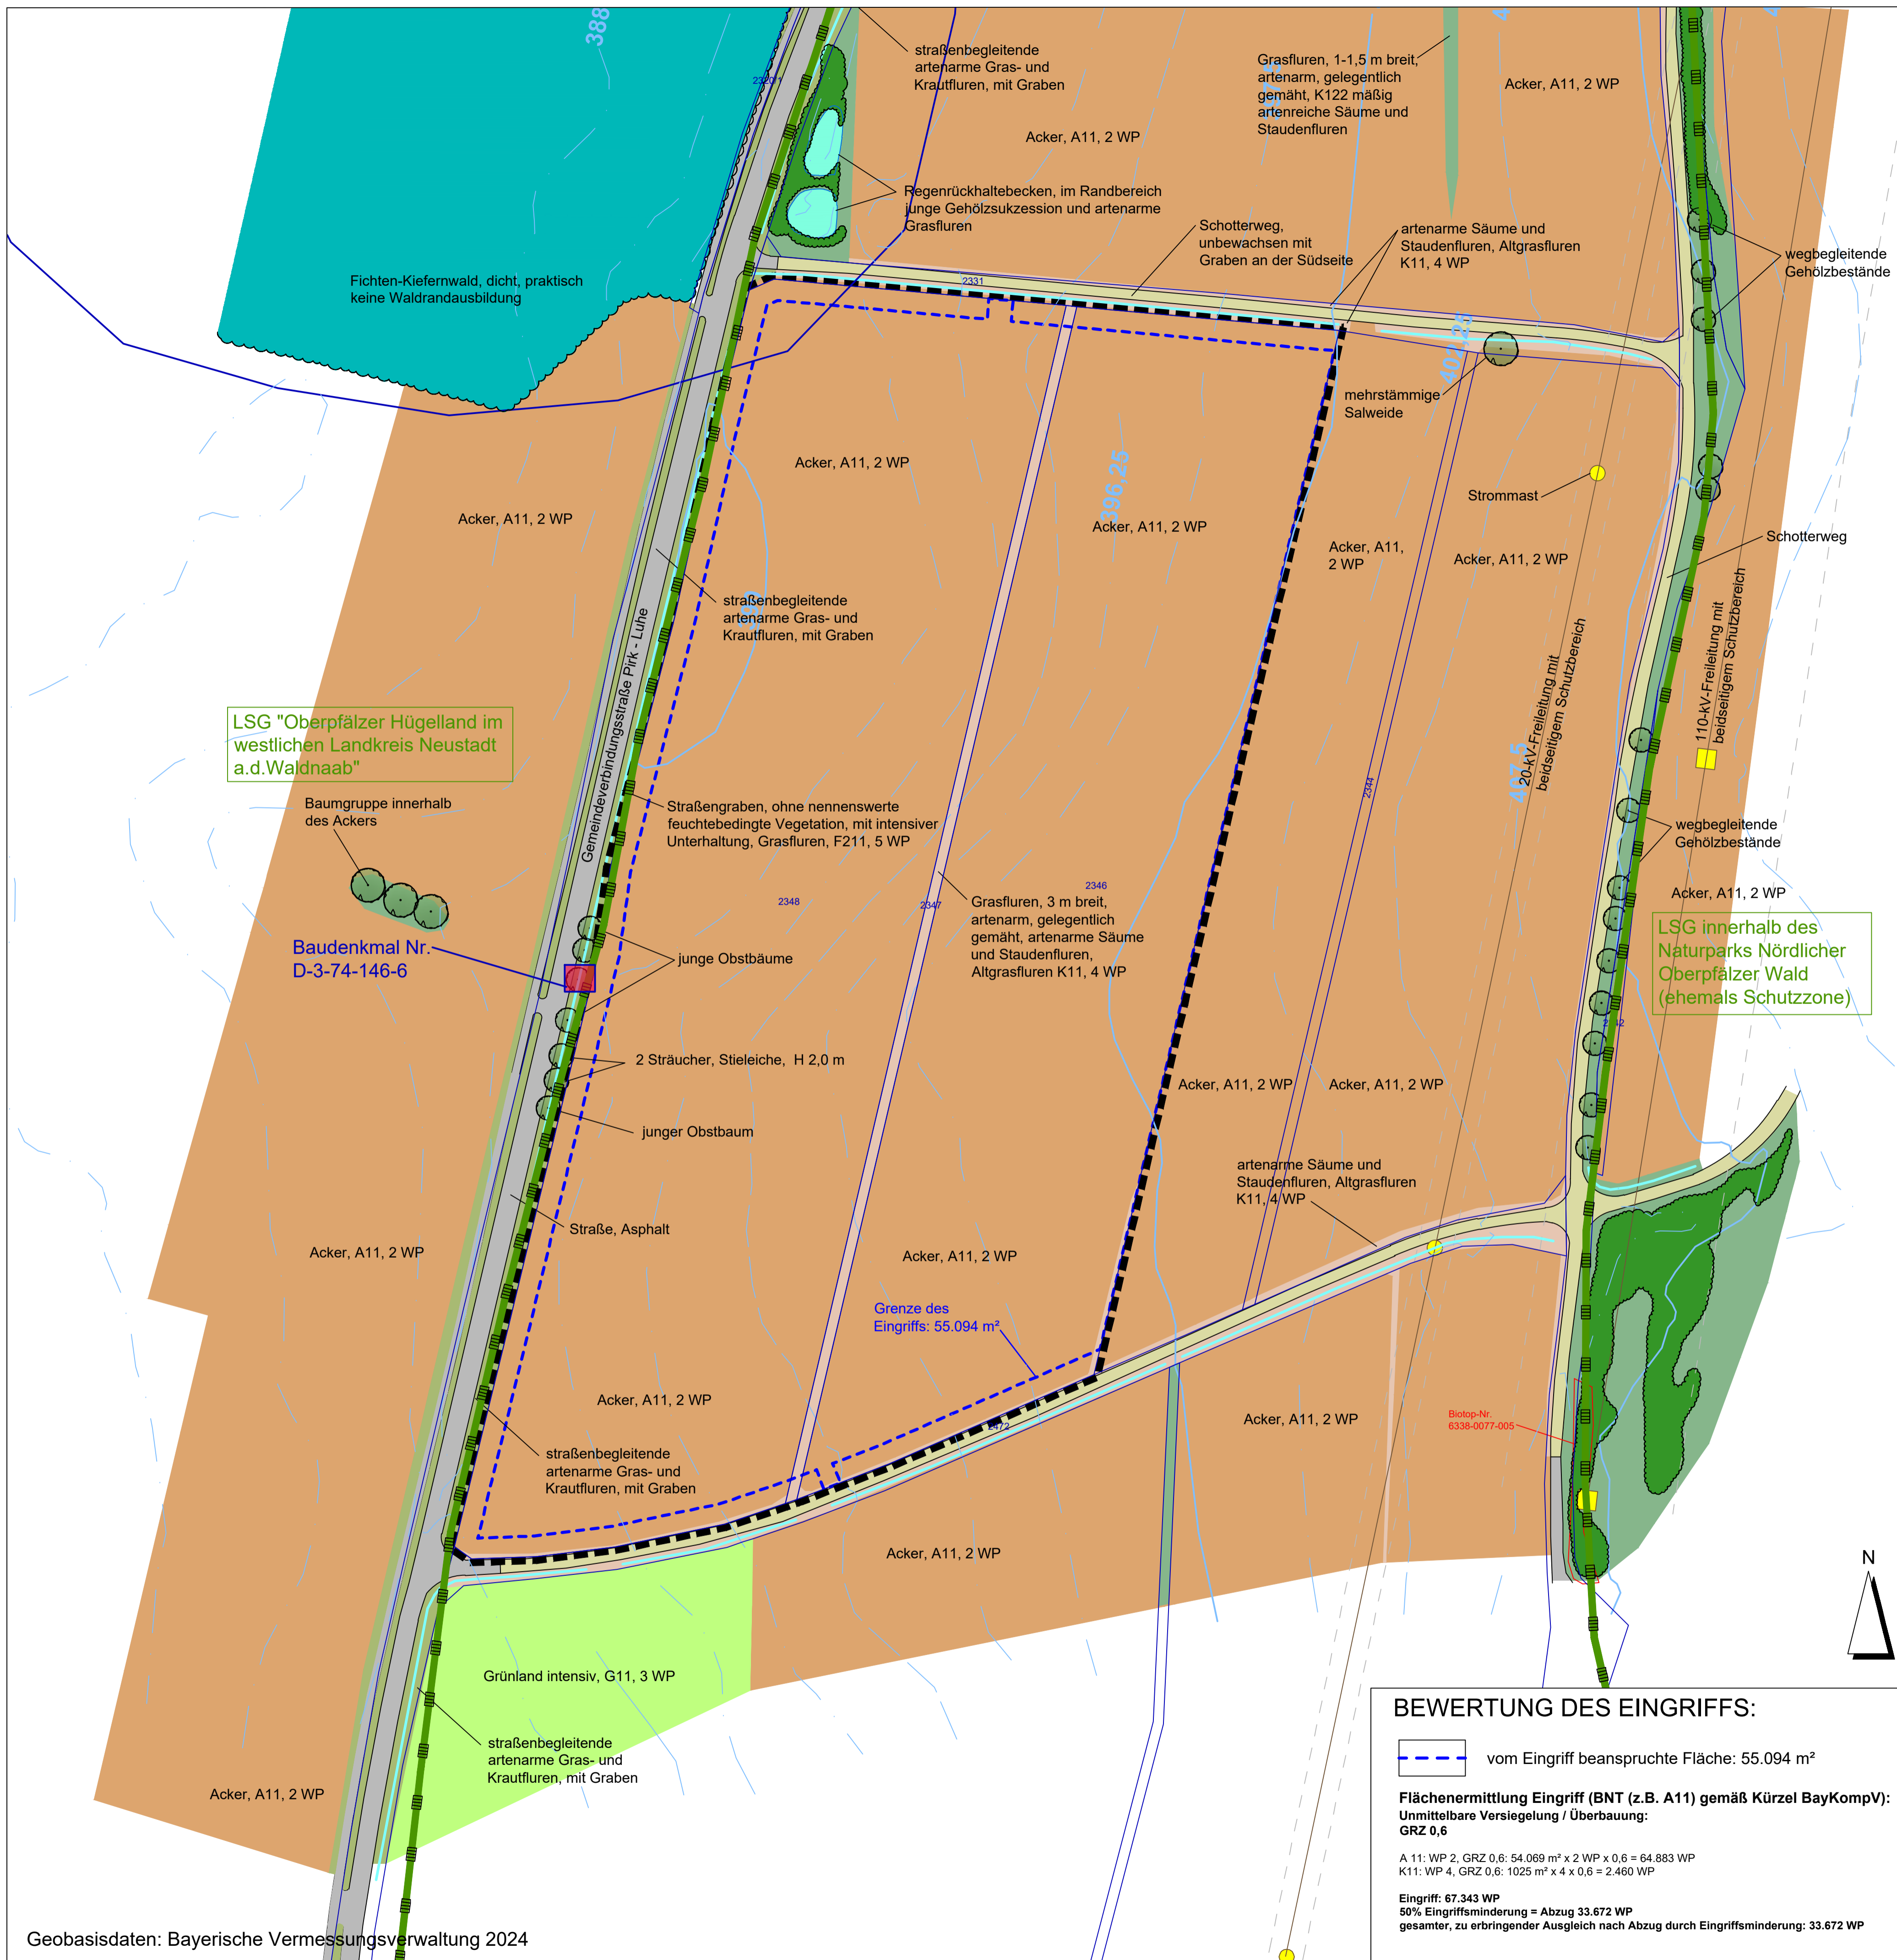 388
straßenbegleitende
artenarme Gras- und
Krautfluren, mit Graben
Grasfluren, 1-1,5 m breit,
artenarm, gelegentlich
gemäht, K122 mäßig
artenreiche Säume und
Staudenfluren
Acker, A11, 2 WP
Acker, A11, 2 WP
Regenrückhaltebecken, im Randbereich
junge Gehölzsukzession und artenarme
Grasfluren
Schotterweg,
unbewachsen mit
Graben an der Südseite
artenarme Säume und
Staudenfluren, Altgrasfluren
K11, 4 WP
wegbegleitende
Gehölzbestände
Fichten-Kiefernwald, dicht, praktisch
keine Waldrandausbildung
2331
402,25
mehrstämmige
Salweide
Acker, A11, 2 WP
396,25
Strommast
Acker, A11, 2 WP
Acker, A11, 2 WP
Acker, A11,
2 WP
Acker, A11, 2 WP
Schotterweg
straßenbegleitende
artenarme Gras- und
Krautfluren, mit Graben
Gemeindeverbindungsstraße Pirk - Luhe
20-kV-Freileitung mit
beidseitigem Schutzbereich
110-kV-Freileitung mit
beidseitigem Schutzbereich
LSG "Oberpfälzer Hügelland im
westlichen Landkreis Neustadt
a.d.Waldnaab"
2344
407,5
Baumgruppe innerhalb
des Ackers
Straßengraben, ohne nennenswerte
feuchtebedingte Vegetation, mit intensiver
Unterhaltung, Grasfluren, F211, 5 WP
wegbegleitende
Gehölzbestände
2346
2348
2347
Acker, A11, 2 WP
Grasfluren, 3 m breit,
artenarm, gelegentlich
gemäht, artenarme Säume
und Staudenfluren,
Altgrasfluren K11, 4 WP
LSG innerhalb des
Naturparks Nördlicher
Oberpfälzer Wald
(ehemals Schutzzone)
Baudenkmal Nr.
D-3-74-146-6
junge Obstbäume
2 Sträucher, Stieleiche, H 2,0 m
Acker, A11, 2 WP
Acker, A11, 2 WP
junger Obstbaum
artenarme Säume und
Staudenfluren, Altgrasfluren
K11, 4 WP
Straße, Asphalt
Acker, A11, 2 WP
Acker, A11, 2 WP
Grenze des
Eingriffs: 55.094 m²
Acker, A11, 2 WP
2472
Acker, A11, 2 WP
Biotop-Nr.
6338-0077-005
straßenbegleitende
artenarme Gras- und
Krautfluren, mit Graben
Acker, A11, 2 WP
N
Grünland intensiv, G11, 3 WP
straßenbegleitende
artenarme Gras- und
Krautfluren, mit Graben
Acker, A11, 2 WP
BEWERTUNG DES EINGRIFFS:
vom Eingriff beanspruchte Fläche: 55.094 m²
Flächenermittlung Eingriff (BNT (z.B. A11) gemäß Kürzel BayKompV):
Unmittelbare Versiegelung / Überbauung:
GRZ 0,6
A 11: WP 2, GRZ 0,6: 54.069 m² x 2 WP x 0,6 = 64.883 WP
K11: WP 4, GRZ 0,6: 1025 m² x 4 x 0,6 = 2.460 WP
Eingriff: 67.343 WP
50% Eingriffsminderung = Abzug 33.672 WP
gesamter, zu erbringender Ausgleich nach Abzug durch Eingriffsminderung: 33.672 WP
Geobasisdaten: Bayerische Vermessungsverwaltung 2024